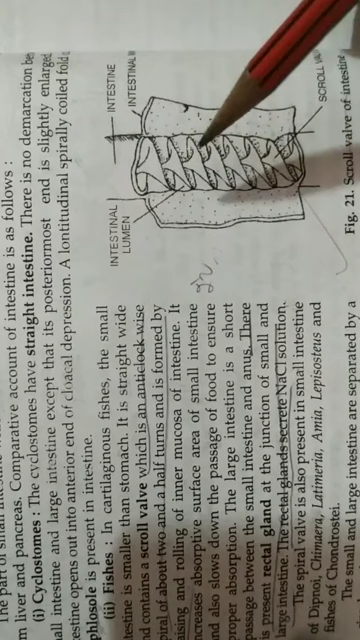 m liver and pancreas. Comparative account of intestine is as follows :
(i) Cyclostomes : The cyclostomes have straight intestine. There is no demarcation
all intestine and large intestine except that its posteriormost end is slightly enlarged
testine opens out into anterior end of cloacal depression. A lontitudinal spirally coiled fold
phlosole is present in intestine.
(ii) Fishes : In cartilaginous fishes, the small
testine is smaller than stomach. It is straight wide
nd contains a scroll valve which is an anticlock-wise
piral of about two and a half turns and is formed by
aising and rolling of inner mucosa of intestine. It
creases absorptive surface area of small intestine
nd also slows down the passage of food to ensure
roper absorption. The large intestine is a short
passage between the small intestine and anus. There
present rectal gland at the junction of small and
large intestine. The rectal glands secrete NaCl solution.
The spiral valve is also present in small intestine
of Dipnoi, Chimaera, Latimeria, Amia, Lepisosteus and
fishes of Chondrostei.
The small and large intestine are separated by a
INTESTINE
INTESTINAL
INTESTINAL
LUMEN
SCROLL
Fig. 21. Scroll valve of intestine